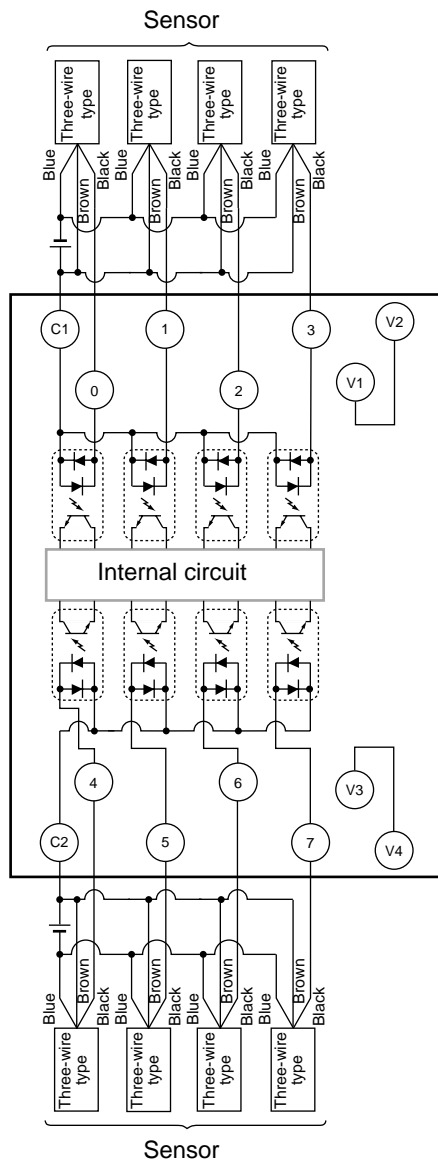 Sensor
Three-wire
type
Three-wire
type
Three-wire
type
Three-wire
type
Blue
Brown
Black
Blue
Brown
Black
Blue
Brown
Black
Blue
Brown
Black
C1
1
3
V2
0
2
V1
Internal circuit
4
6
V3
C2
5
7
V4
Blue
Brown
Black
Blue
Brown
Black
Blue
Brown
Black
Blue
Brown
Black
Three-wire
type
Three-wire
type
Three-wire
type
Three-wire
type
Sensor